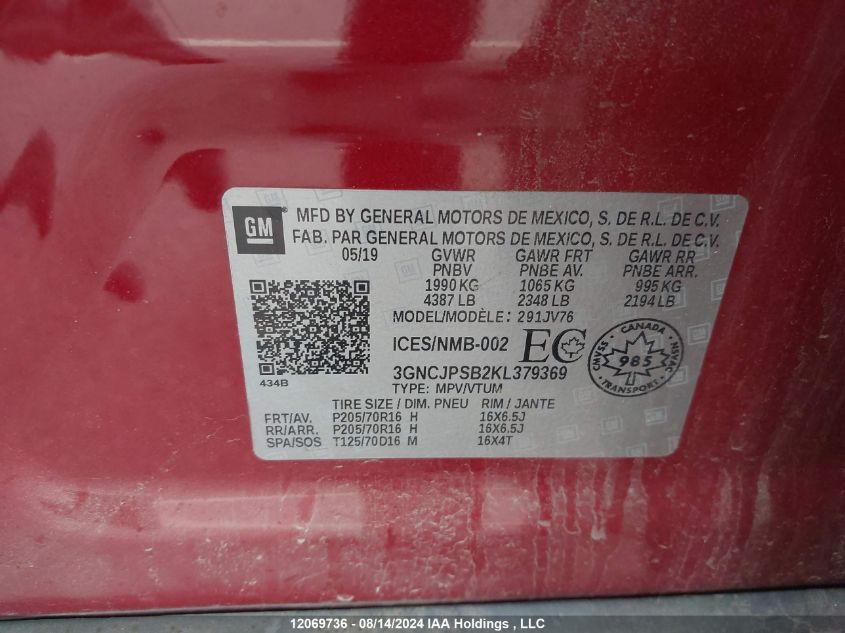 GM
MFD BY GENERAL MOTORS DE MEXICO, S. DE R.L. DE C.V.
FAB. PAR GENERAL MOTORS DE MEXICO, S. DE R.L. DE C.V.
05/19 GVWR GAWR FRT GAWR RR
PNBV PNBE AV. PNBE ARR.
1990 KG 1065 KG 995 KG
4387 LB 2348 LB 2194 LB
MODEL/MODÈLE: 291JV76
ICES/NMB-002 EC
CANADA
CMVSS 985 NSVAC
3GNCJPSB2KL379369
434B
TYPE: MPV/VTUM
TIRE SIZE / DIM. PNEU RIM / JANTE
FRT/AV. P205/70R16 H 16X6.5J
RR/ARR. P205/70R16 H 16X6.5J
SPA/SOS T125/70D16 M 16X4T
TRANSPORT
12069736 - 08/14/2024 IAA Holdings , LLC